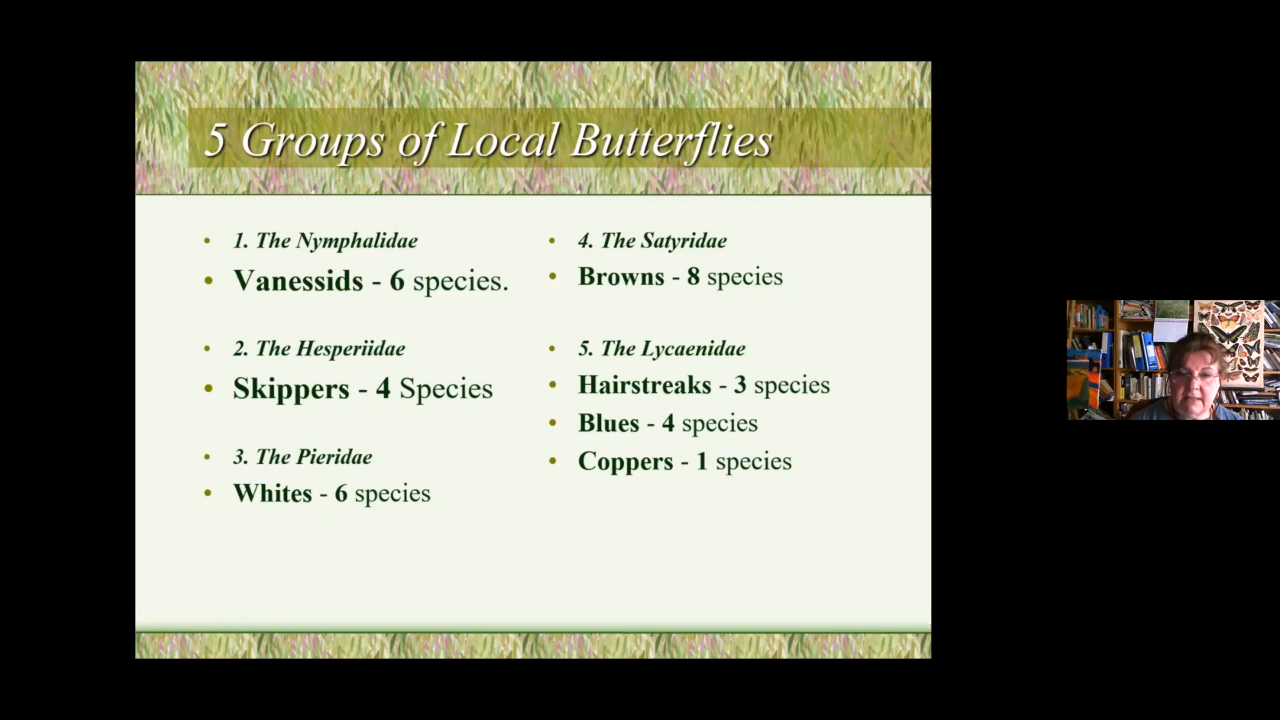 5 Groups of Local Butterflies
• 1. The Nymphalidae
• Vanessids - 6 species.
• 2. The Hesperiidae
• Skippers - 4 Species
• 3. The Pieridae
• Whites - 6 species
• 4. The Satyridae
• Browns - 8 species
• 5. The Lycaenidae
• Hairstreaks - 3 species
• Blues - 4 species
• Coppers - 1 species